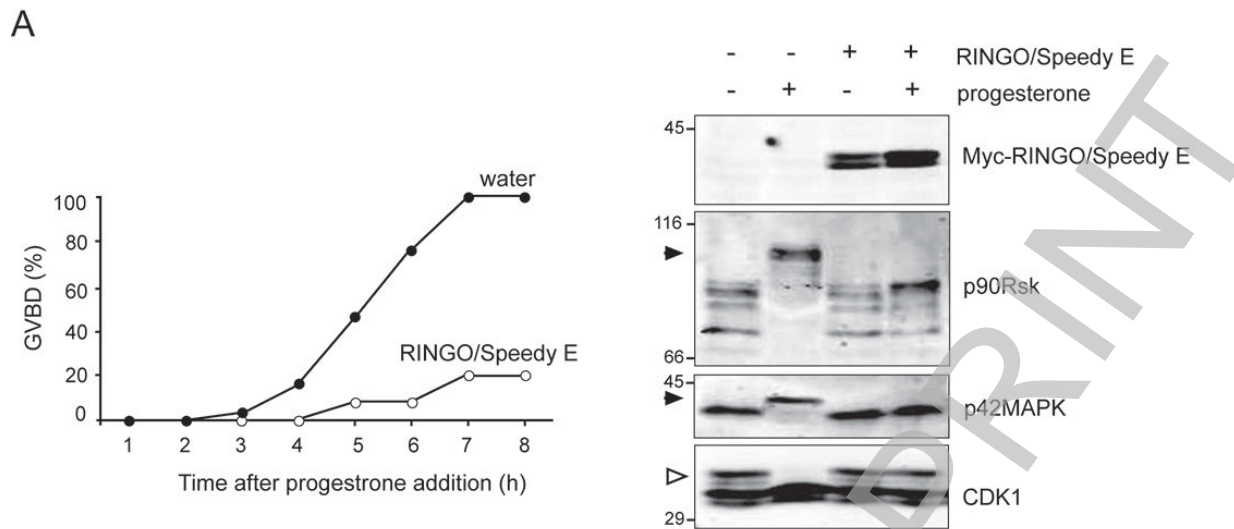 A
GVBD (%)
100
80
60
40
20
0
water
RINGO/Speedy E
1 2 3 4 5 6 7 8
Time after progestrone addition (h)
- - + + RINGO/Speedy E
- + - + progesterone
45
Myc-RINGO/Speedy E
116
p90Rsk
66
45
p42MAPK
CDK1
29
PRINT